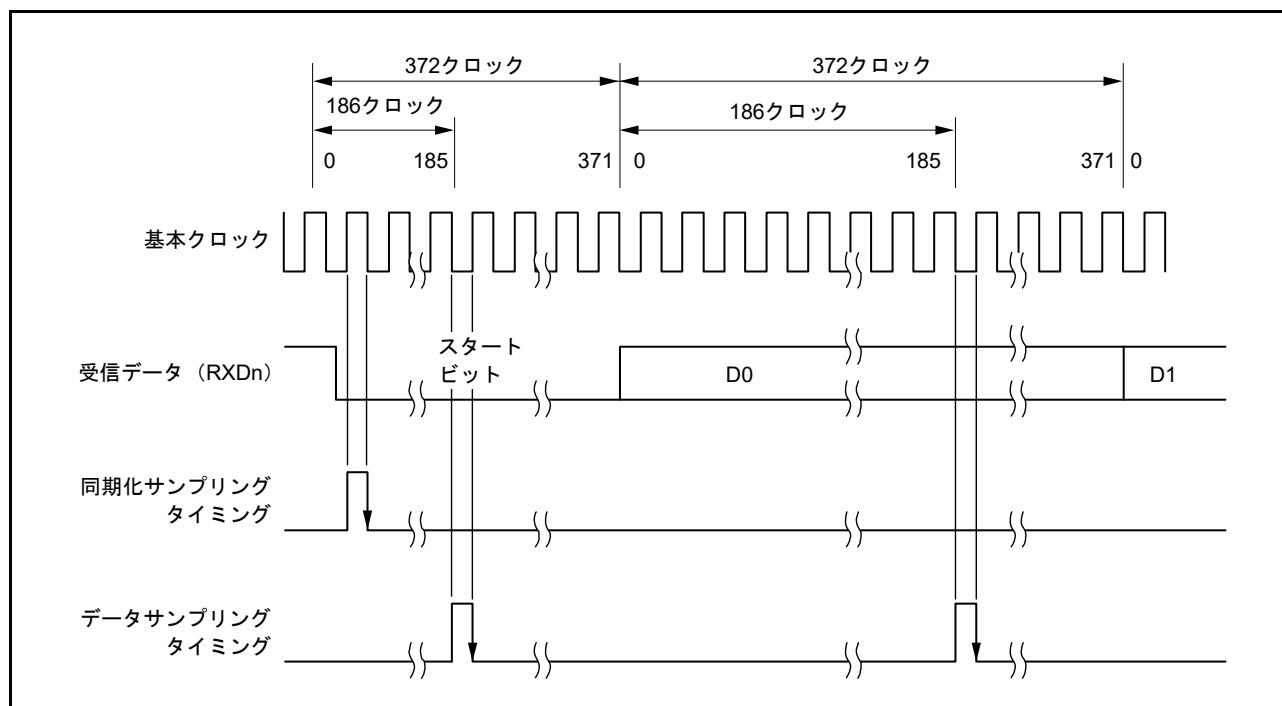 372クロック
372クロック
186クロック
186クロック
0
185
371
0
185
371
0
基本クロック
受信データ（RXDn）
スタート
ビット
D0
D1
同期化サンプリング
タイミング
データサンプリング
タイミング